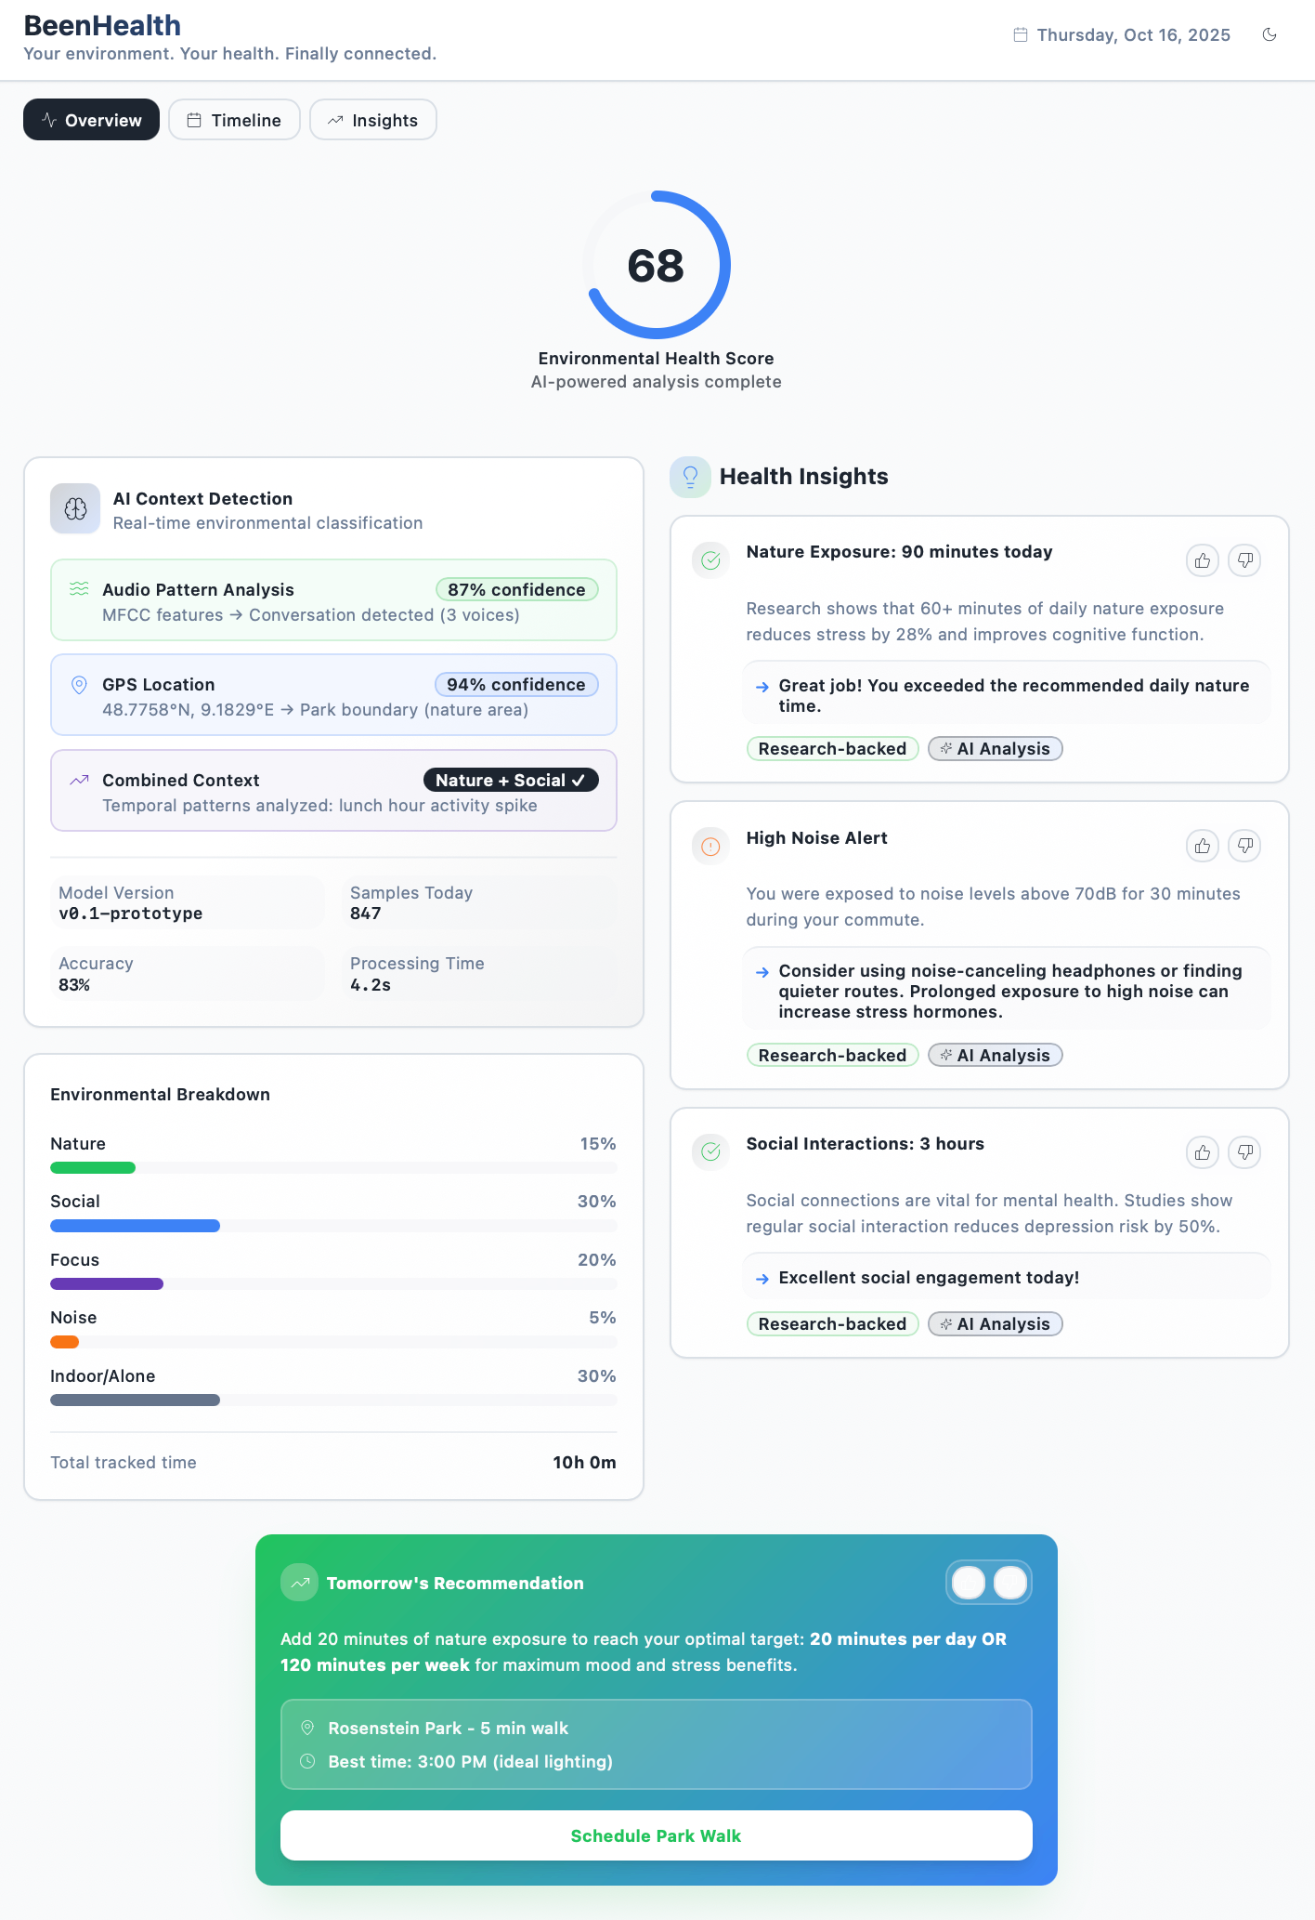 BeenHealth
Your environment. Your health. Finally connected.
Thursday, Oct 16, 2025
Overview
Timeline
Insights
68
Environmental Health Score
AI-powered analysis complete
AI Context Detection
Real-time environmental classification
Audio Pattern Analysis
87% confidence
MFCC features → Conversation detected (3 voices)
GPS Location
94% confidence
48.7758°N, 9.1829°E → Park boundary (nature area)
Combined Context
Nature + Social ✓
Temporal patterns analyzed: lunch hour activity spike
Model Version
v0.1-prototype
Samples Today
847
Accuracy
83%
Processing Time
4.2s
Environmental Breakdown
Nature
15%
Social
30%
Focus
20%
Noise
5%
Indoor/Alone
30%
Total tracked time
10h 0m
Health Insights
Nature Exposure: 90 minutes today
Research shows that 60+ minutes of daily nature exposure
reduces stress by 28% and improves cognitive function.
→ Great job! You exceeded the recommended daily nature
time.
Research-backed
AI Analysis
High Noise Alert
You were exposed to noise levels above 70dB for 30 minutes
during your commute.
→ Consider using noise-canceling headphones or finding
quieter routes. Prolonged exposure to high noise can
increase stress hormones.
Research-backed
AI Analysis
Social Interactions: 3 hours
Social connections are vital for mental health. Studies show
regular social interaction reduces depression risk by 50%.
→ Excellent social engagement today!
Research-backed
AI Analysis
Tomorrow's Recommendation
Add 20 minutes of nature exposure to reach your optimal target: 20 minutes per day OR
120 minutes per week for maximum mood and stress benefits.
Rosenstein Park - 5 min walk
Best time: 3:00 PM (ideal lighting)
Schedule Park Walk